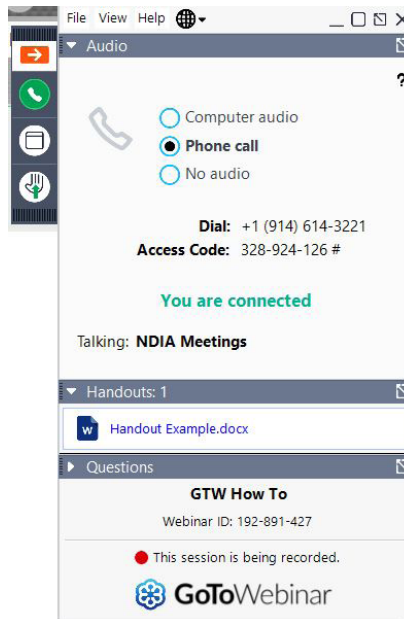 File View Help
Audio
?
Computer audio
Phone call
No audio
Dial: +1 (914) 614-3221
Access Code: 328-924-126 #
You are connected
Talking: NDIA Meetings
Handouts: 1
W Handout Example.docx
Questions
GTW How To
Webinar ID: 192-891-427
This session is being recorded.
GoToWebinar